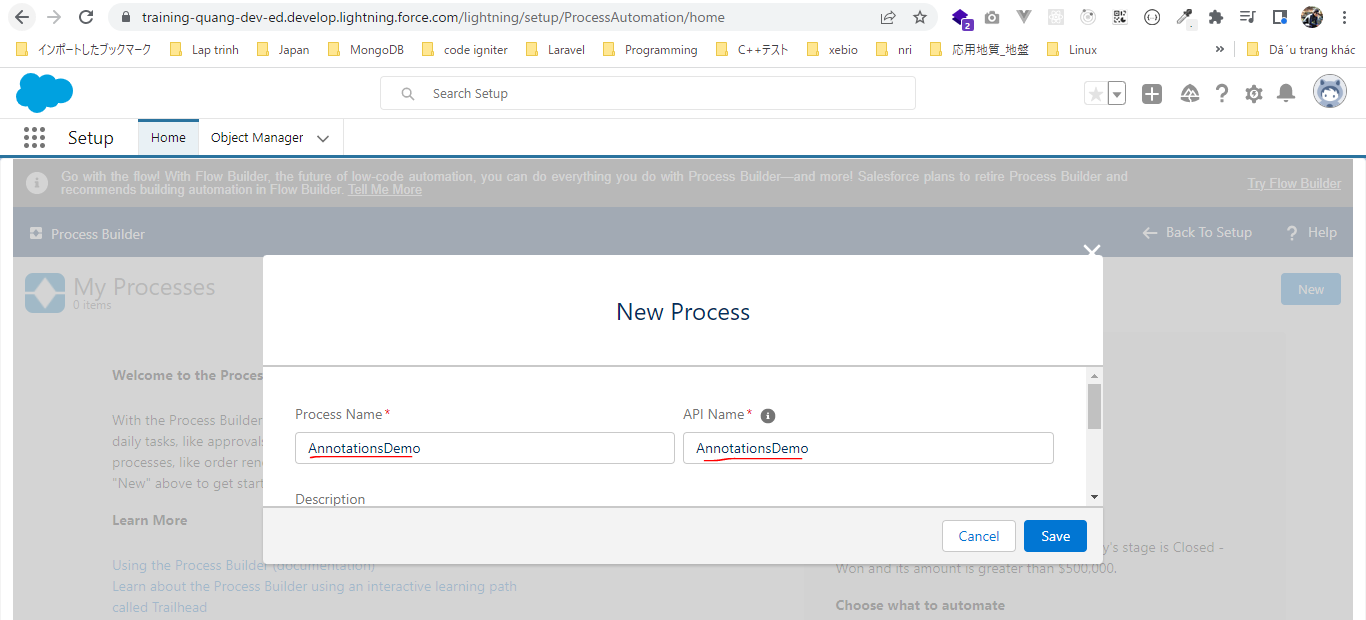 training-quang-dev-ed.develop.lightning.force.com/lightning/setup/ProcessAutomation/home
2
インポートしたブックマーク Lap trinh Japan MongoDB code igniter Laravel Programming C++テスト xebio nri 応用地質_地盤 Linux » Dấu trang khác
Search Setup
Setup Home Object Manager
Go with the flow! With Flow Builder, the future of low-code automation, you can do everything you do with Process Builder—and more! Salesforce plans to retire Process Builder and
recommends building automation in Flow Builder. Tell Me More
Try Flow Builder
Process Builder
Back To Setup
? Help
My Processes
0 items
New
New Process
Welcome to the Proces
With the Process Builder
daily tasks, like approvals
processes, like order ren
"New" above to get start
Learn More
Using the Process Builder (documentation)
Learn about the Process Builder using an interactive learning path
called Trailhead
Process Name*
API Name*
AnnotationsDemo
AnnotationsDemo
Description
Cancel
Save
y's stage is Closed -
Won and its amount is greater than $500,000.
Choose what to automate